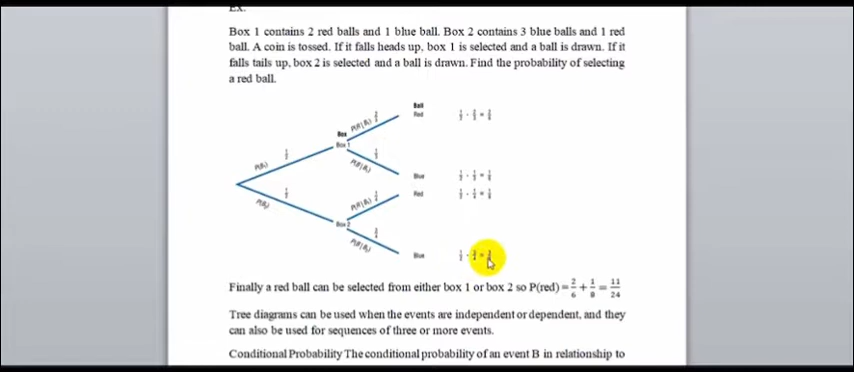 Ex.
Box 1 contains 2 red balls and 1 blue ball. Box 2 contains 3 blue balls and 1 red
ball. A coin is tossed. If it falls heads up, box 1 is selected and a ball is drawn. If it
falls tails up, box 2 is selected and a ball is drawn. Find the probability of selecting
a red ball.
Ball
Red
Box
Box 1
Blue
Red
Box 2
Blue
Finally a red ball can be selected from either box 1 or box 2 so P(red) = 2/6 + 1/8 = 11/24
Tree diagrams can be used when the events are independent or dependent, and they
can also be used for sequences of three or more events.
Conditional Probability The conditional probability of an event B in relationship to